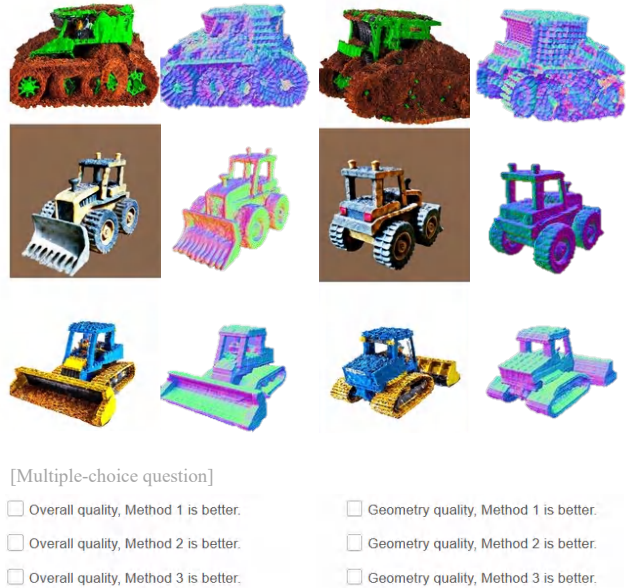 [Multiple-choice question]
Overall quality, Method 1 is better.
Geometry quality, Method 1 is better.
Overall quality, Method 2 is better.
Geometry quality, Method 2 is better.
Overall quality, Method 3 is better.
Geometry quality, Method 3 is better.